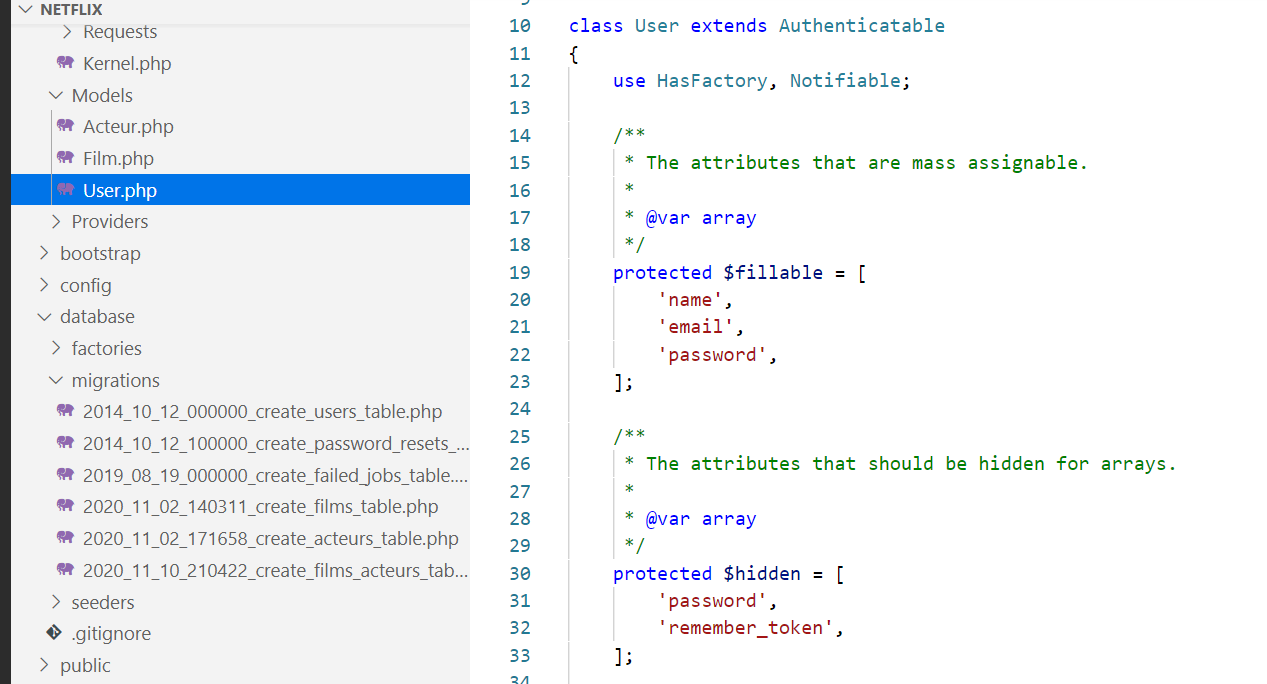 NETFLIX
Requests
Kernel.php
Models
Acteur.php
Film.php
User.php
Providers
bootstrap
config
database
factories
migrations
2014_10_12_000000_create_users_table.php
2014_10_12_100000_create_password_resets_...
2019_08_19_000000_create_failed_jobs_table....
2020_11_02_140311_create_films_table.php
2020_11_02_171658_create_acteurs_table.php
2020_11_10_210422_create_films_acteurs_tab...
seeders
.gitignore
public
10 class User extends Authenticatable
11 {
12     use HasFactory, Notifiable;
13
14     /**
15      * The attributes that are mass assignable.
16      *
17      * @var array
18      */
19     protected $fillable = [
20         'name',
21         'email',
22         'password',
23     ];
24
25     /**
26      * The attributes that should be hidden for arrays.
27      *
28      * @var array
29      */
30     protected $hidden = [
31         'password',
32         'remember_token',
33     ];
34